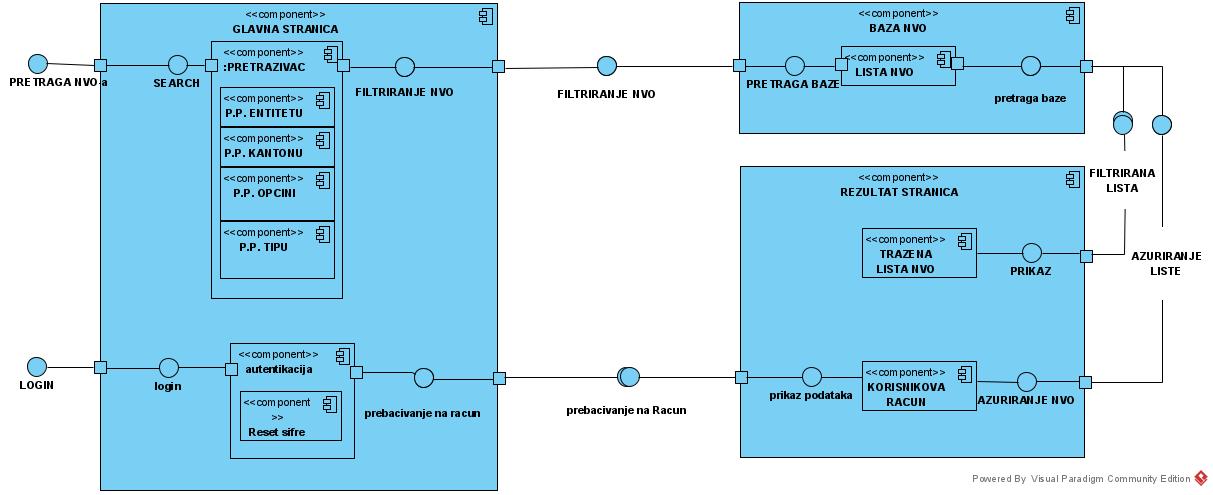 <<component>>
GLAVNA STRANICA
PRETRAGA NVO-a
SEARCH
<<component>>
:PRETRAZIVAC
<<component>>
P.P. ENTITETU
<<component>>
P.P. KANTONU
<<component>>
P.P. OPCINI
<<component>>
P.P. TIPU
FILTRIRANJE NVO
FILTRIRANJE NVO
<<component>>
BAZA NVO
PRETRAGA BAZE
<<component>>
LISTA NVO
pretraga baze
FILTRIRANA
LISTA
AZURIRANJE
LISTE
<<component>>
REZULTAT STRANICA
<<component>>
TRAZENA
LISTA NVO
PRIKAZ
LOGIN
login
<<component>>
autentikacija
<<component
>>
Reset sifre
prebacivanje na racun
prebacivanje na Racun
prikaz podataka
<<component>>
KORISNIKOVA
RACUN
AZURIRANJE NVO
Powered By Visual Paradigm Community Edition